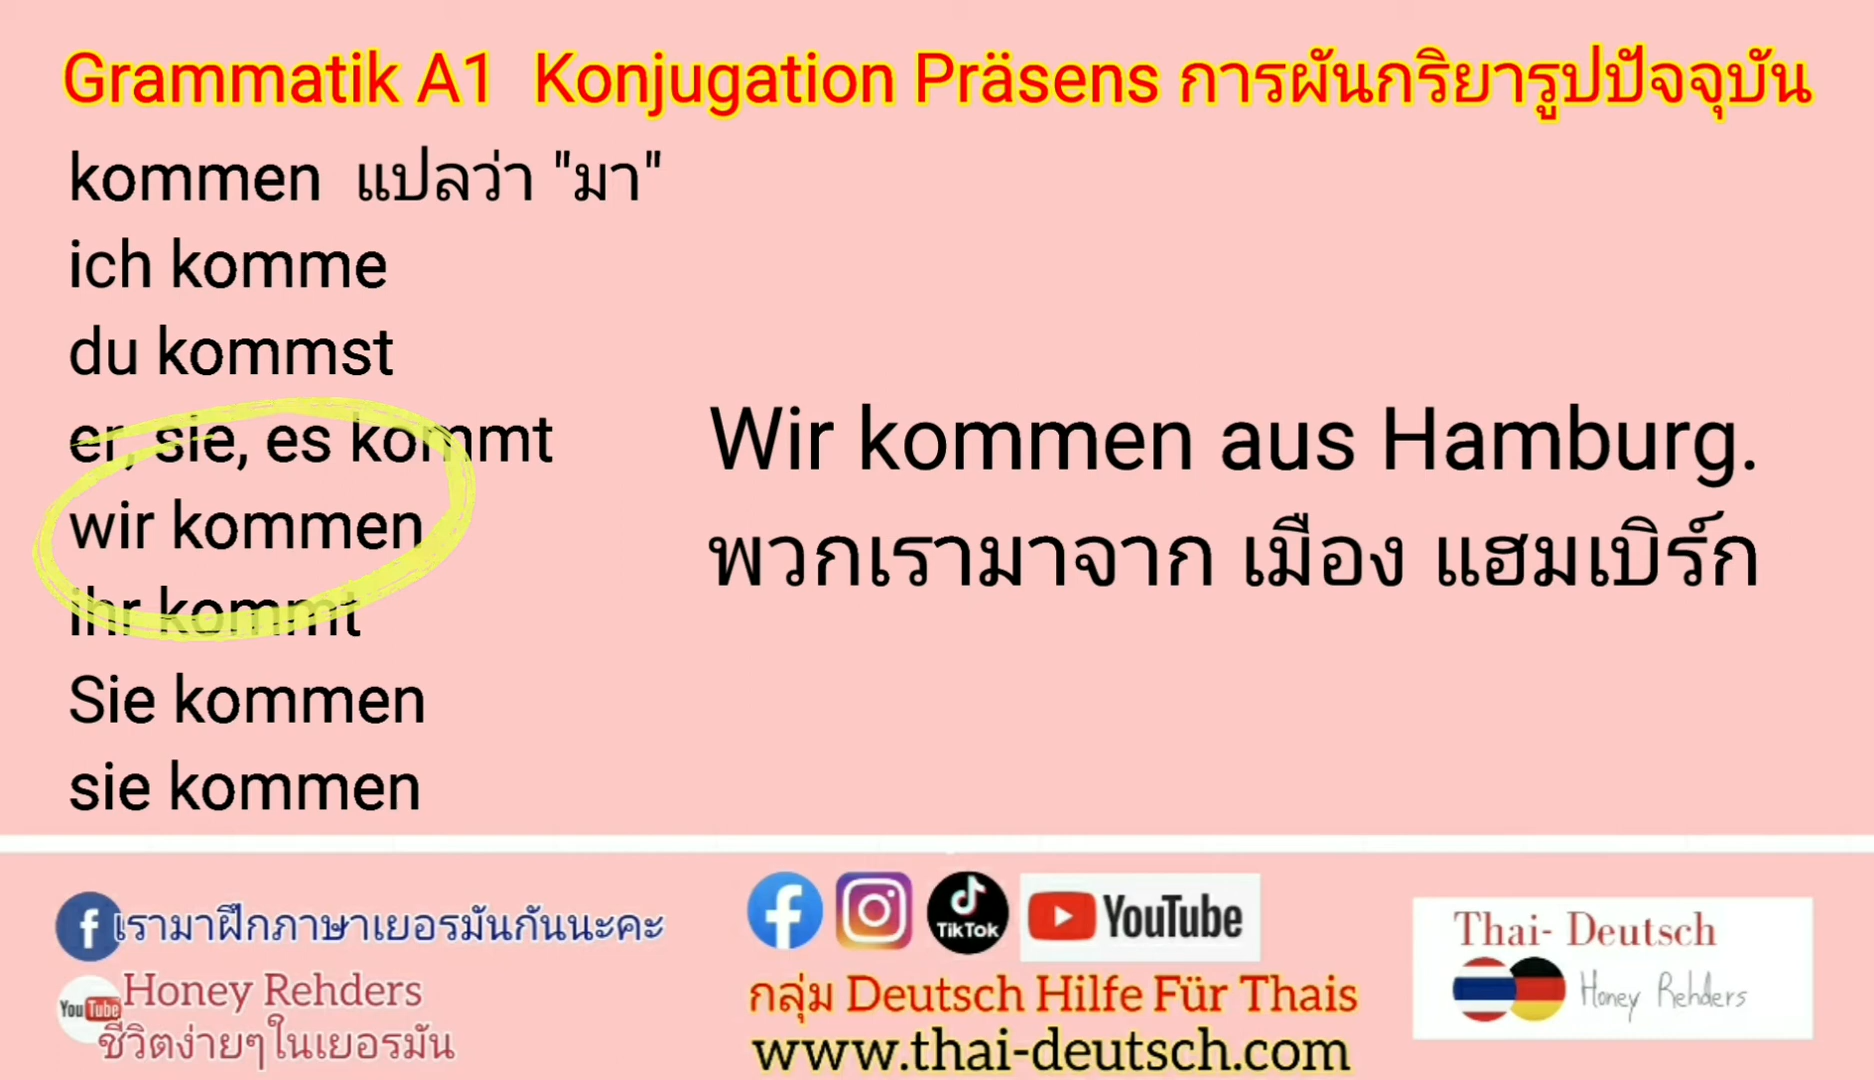 Grammatik A1 Konjugation Präsens การผันกริยารูปปัจจุบัน
kommen แปลว่า "มา"
ich komme
du kommst
er, sie, es kommt
wir kommen
ihr kommt
Sie kommen
sie kommen
Wir kommen aus Hamburg.
พวกเรามาจาก เมือง แฮมเบิร์ก
f เรามาฝึกภาษาเยอรมันกันนะคะ
YouTube Honey Rehders
ชีวิตง่ายๆในเยอรมัน
TikTok
YouTube
กลุ่ม Deutsch Hilfe Für Thais
www.thai-deutsch.com
Thai- Deutsch
Honey Rehders